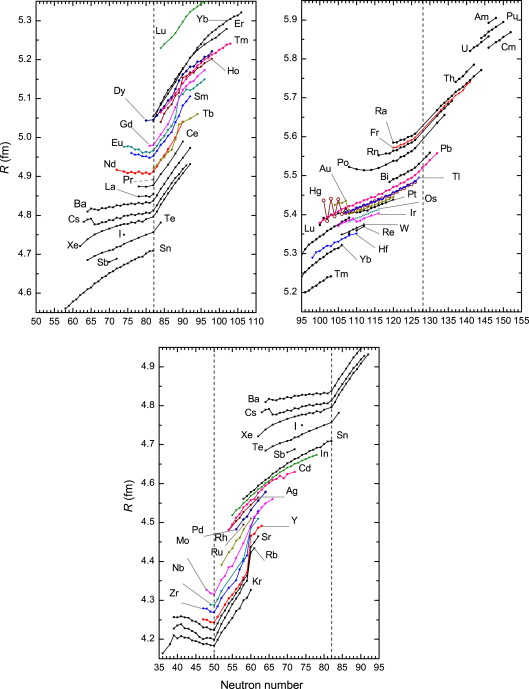 5.3
5.2
5.1
5.0
4.9
4.8
4.7
4.6
R (fm)
50 55 60 65 70 75 80 85 90 95 100 105 110
Yb
Lu
Er
Tm
Ho
Dy
Gd
Sm
Eu
Tb
Nd
Ce
Pr
La
Ba
Cs
Te
I
Xe
Sn
Sb
5.9
5.8
5.7
5.6
5.5
5.4
5.3
5.2
95 100 105 110 115 120 125 130 135 140 145 150 155
Am
Pu
U
Cm
Th
Ra
Fr
Rn
Po
Pb
Bi
Au
Tl
Hg
Pt
Os
Ir
Lu
W
Re
Hf
Yb
Tm
4.9
4.8
4.7
4.6
4.5
4.4
4.3
4.2
R (fm)
35 40 45 50 55 60 65 70 75 80 85 90 95
Neutron number
Ba
Cs
I
Xe
Sn
Te
Sb
In
Cd
Ag
Pd
Rh
Y
Mo
Ru
Sr
Nb
Rb
Zr
Kr